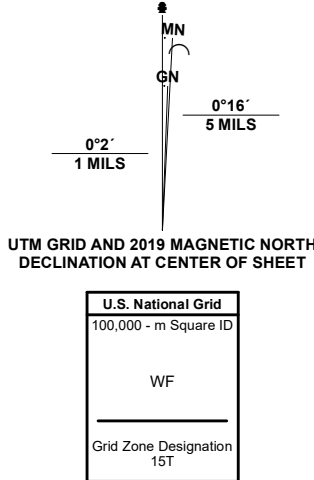 MN
GN
0°16´
5 MILS
0°2´
1 MILS
UTM GRID AND 2019 MAGNETIC NORTH
DECLINATION AT CENTER OF SHEET
U.S. National Grid
100,000 - m Square ID
WF
Grid Zone Designation
15T